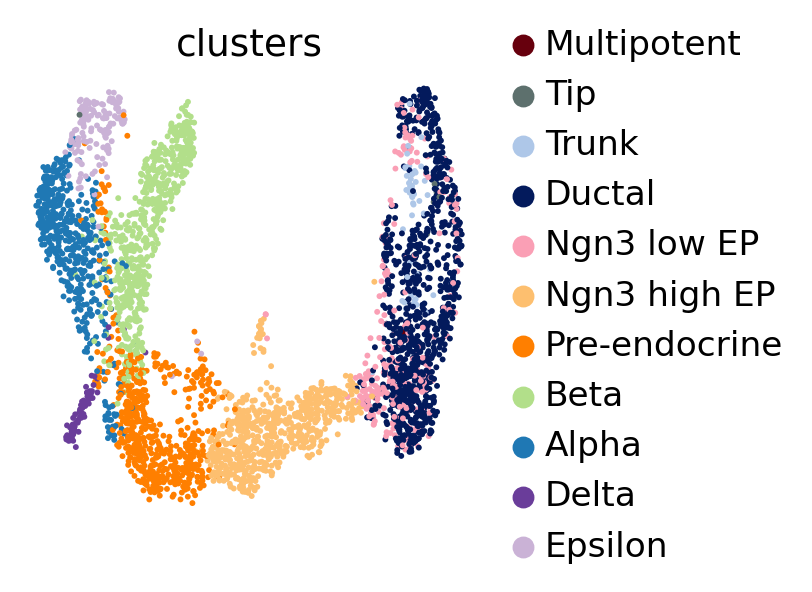 clusters
Multipotent
Tip
Trunk
Ductal
Ngn3 low EP
Ngn3 high EP
Pre-endocrine
Beta
Alpha
Delta
Epsilon